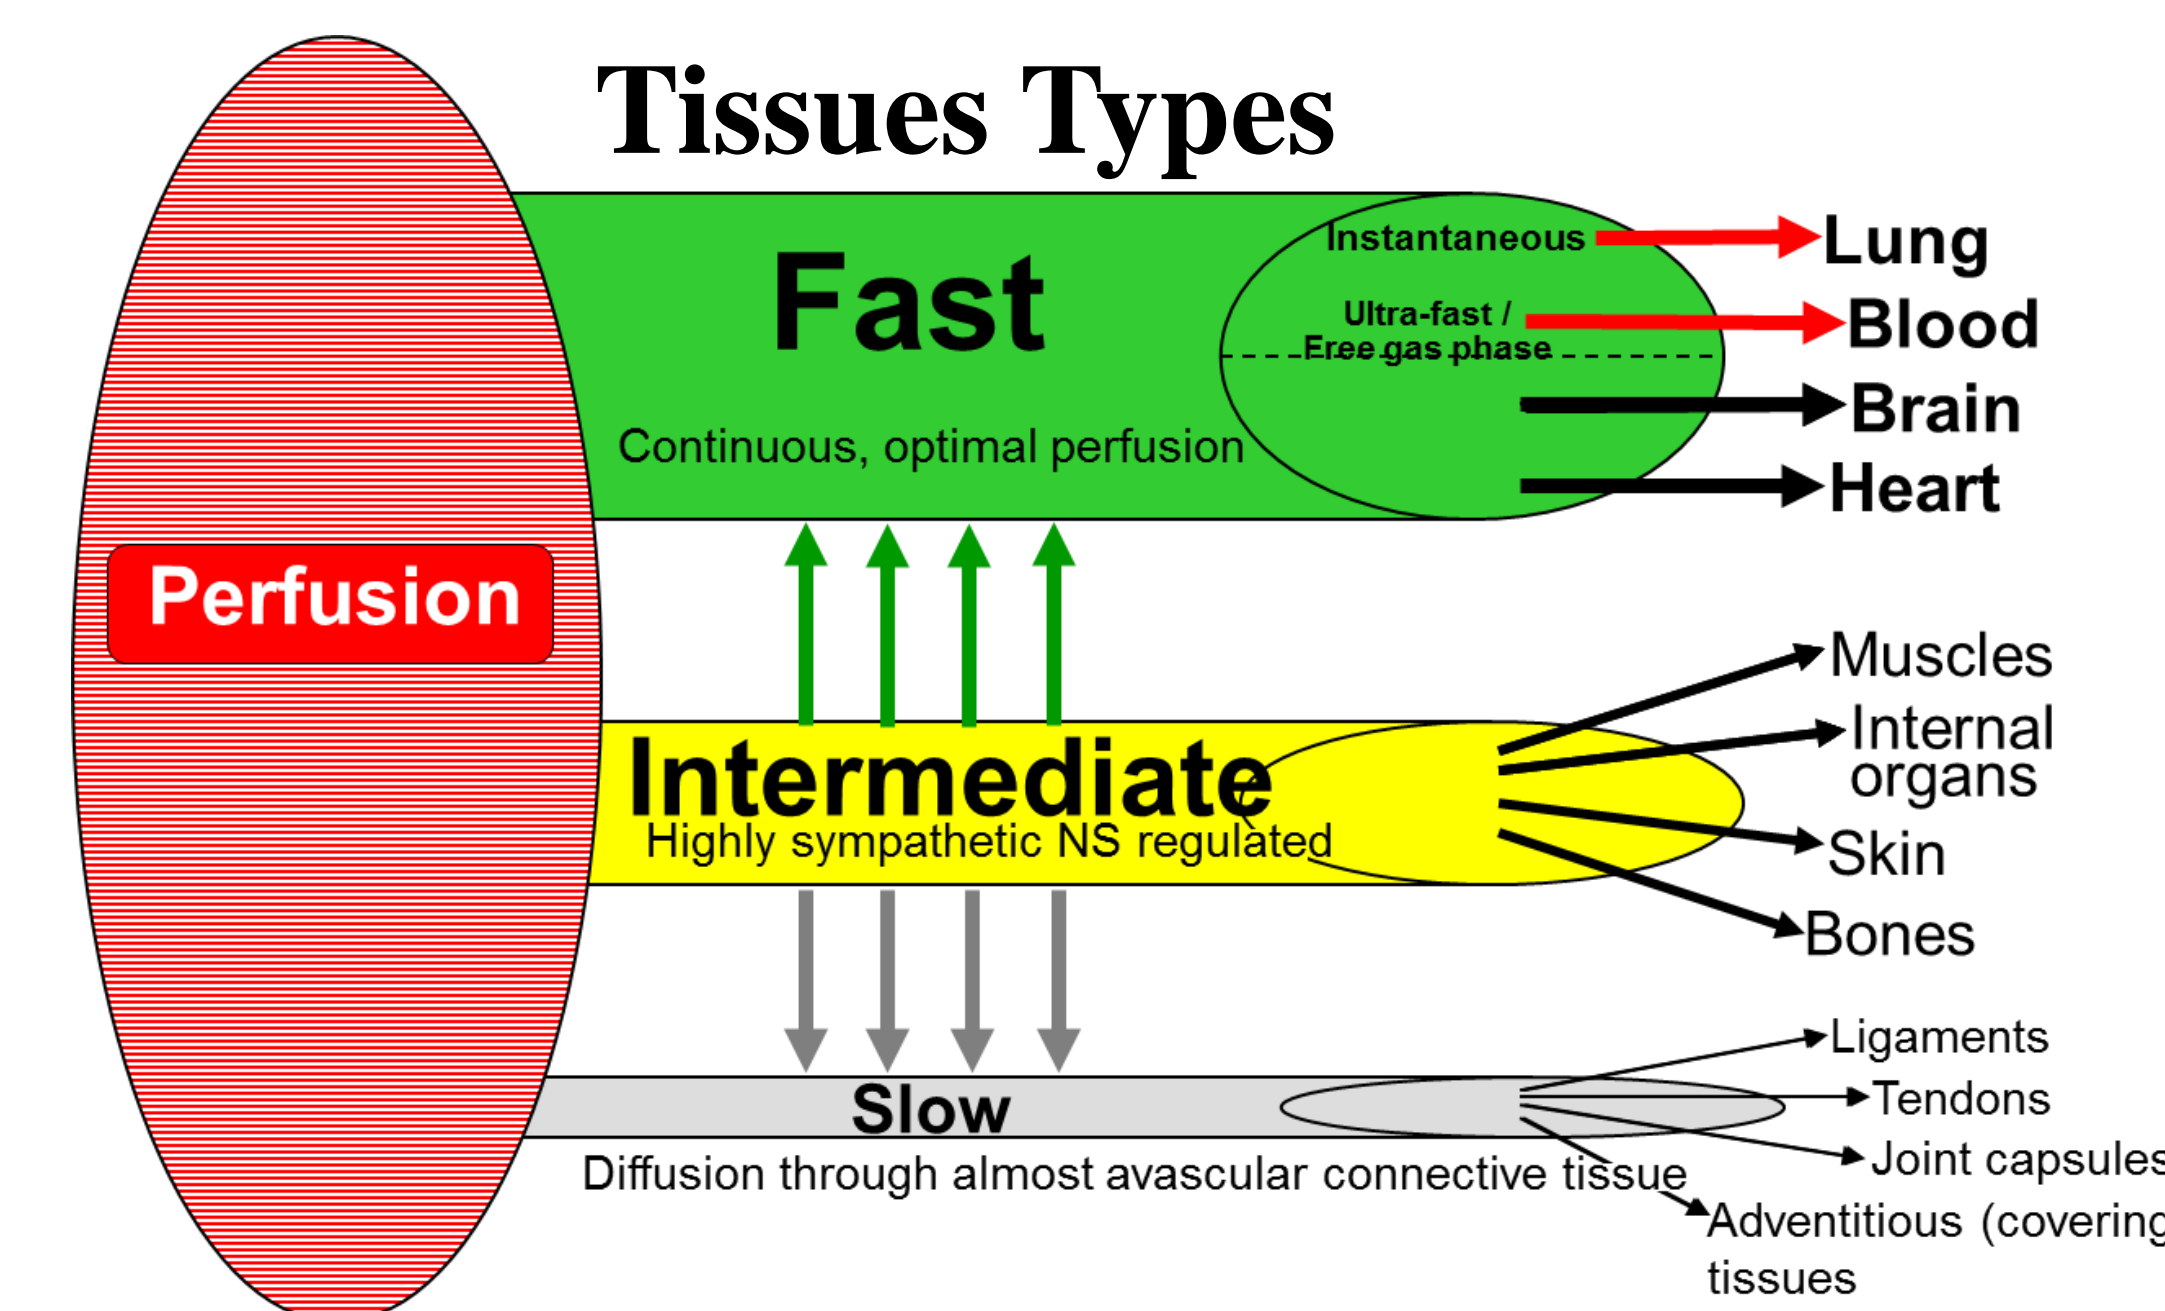 Tissues Types
Instantaneous
Lung
Fast
Ultra-fast /
Free gas phase
Blood
Brain
Continuous, optimal perfusion
Heart
Perfusion
Muscles
Internal
organs
Intermediate
Highly sympathetic NS regulated
Skin
Bones
Ligaments
Slow
Tendons
Joint capsules
Diffusion through almost avascular connective tissue
Adventitious (covering
tissues